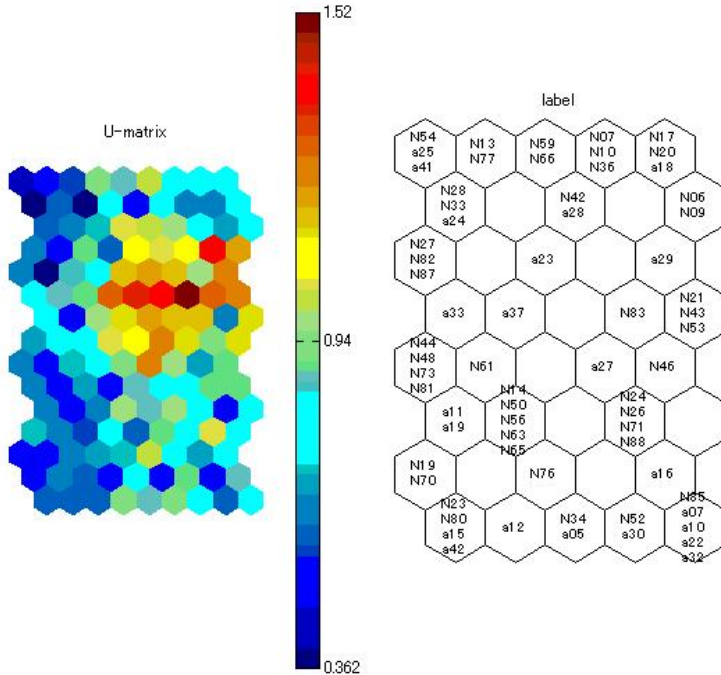 1.52
label
U-matrix
N54
a25
a41
N13
N77
N59
N66
N07
N10
N36
N17
N20
a18
N28
N33
a24
N42
a28
N06
N09
N27
N82
N87
a23
a29
a33
a37
N83
N21
N43
N53
0.94
N44
N48
N73
N81
N61
a27
N46
a11
a19
N14
N50
N56
N63
N65
N24
N26
N71
N88
N19
N70
N76
a16
N23
N80
a15
a42
a12
N34
a05
N52
a30
N85
a07
a10
a22
a32
0.362